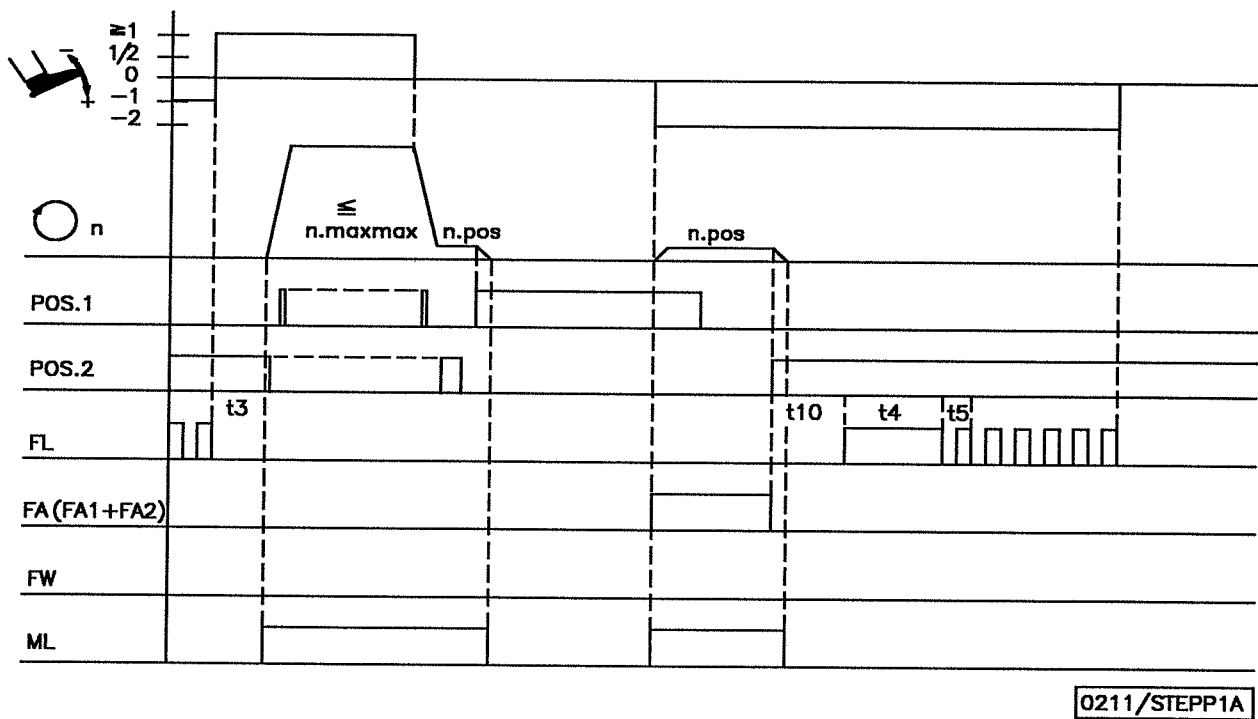 ≧1
1/2
0
−1
−2
−
+
n
≦
n.maxmax
n.pos
n.pos
POS.1
POS.2
t3
t10
t4
t5
FL
FA(FA1+FA2)
FW
ML
0211/STEPP1A